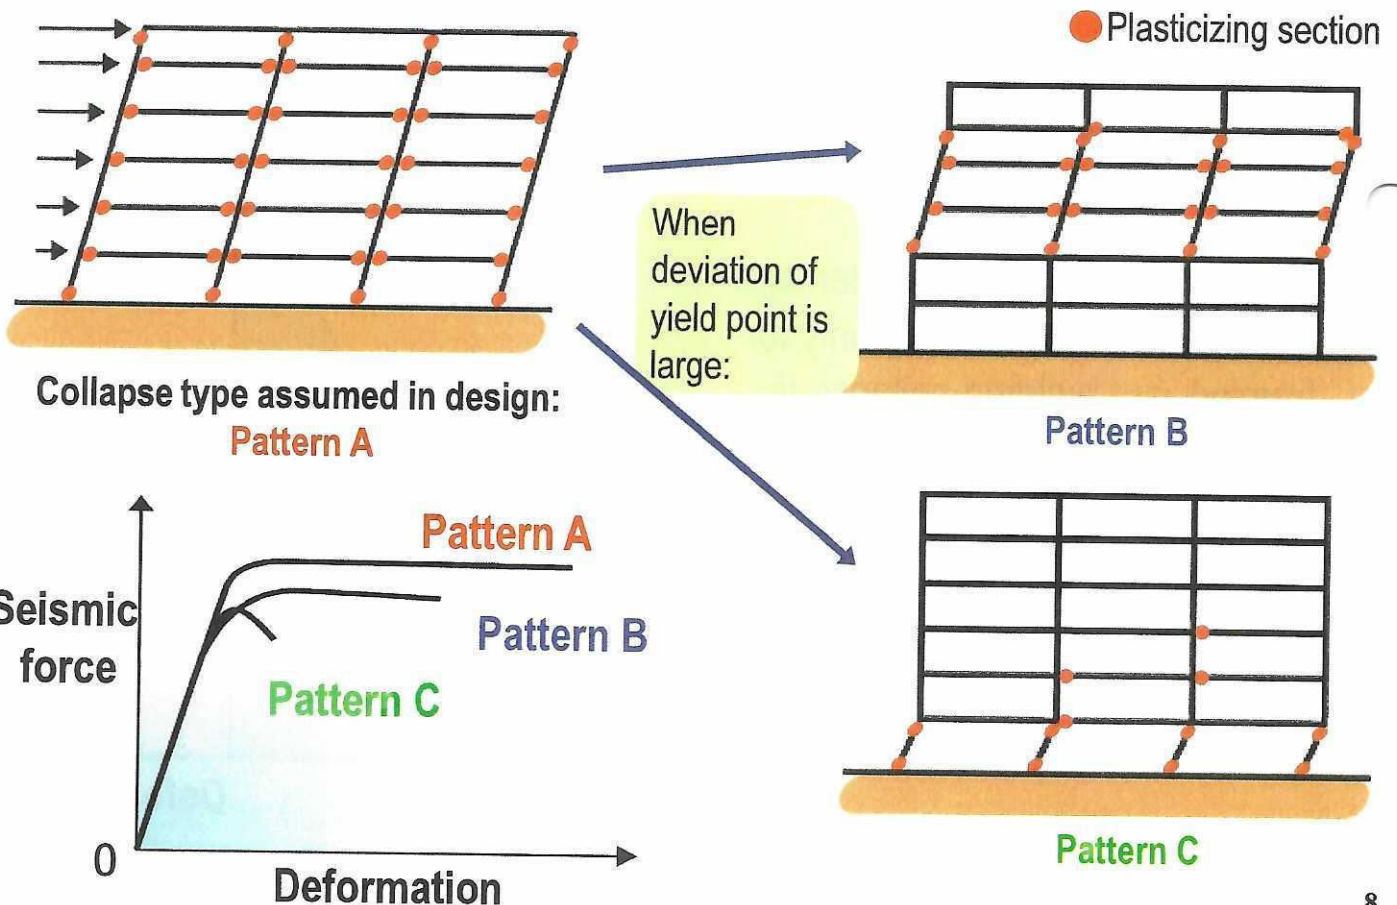 Plasticizing section
When
deviation of
yield point is
large:
Collapse type assumed in design:
Pattern A
Pattern B
Pattern A
Seismic
force
Pattern B
Pattern C
0
Deformation
Pattern C
8